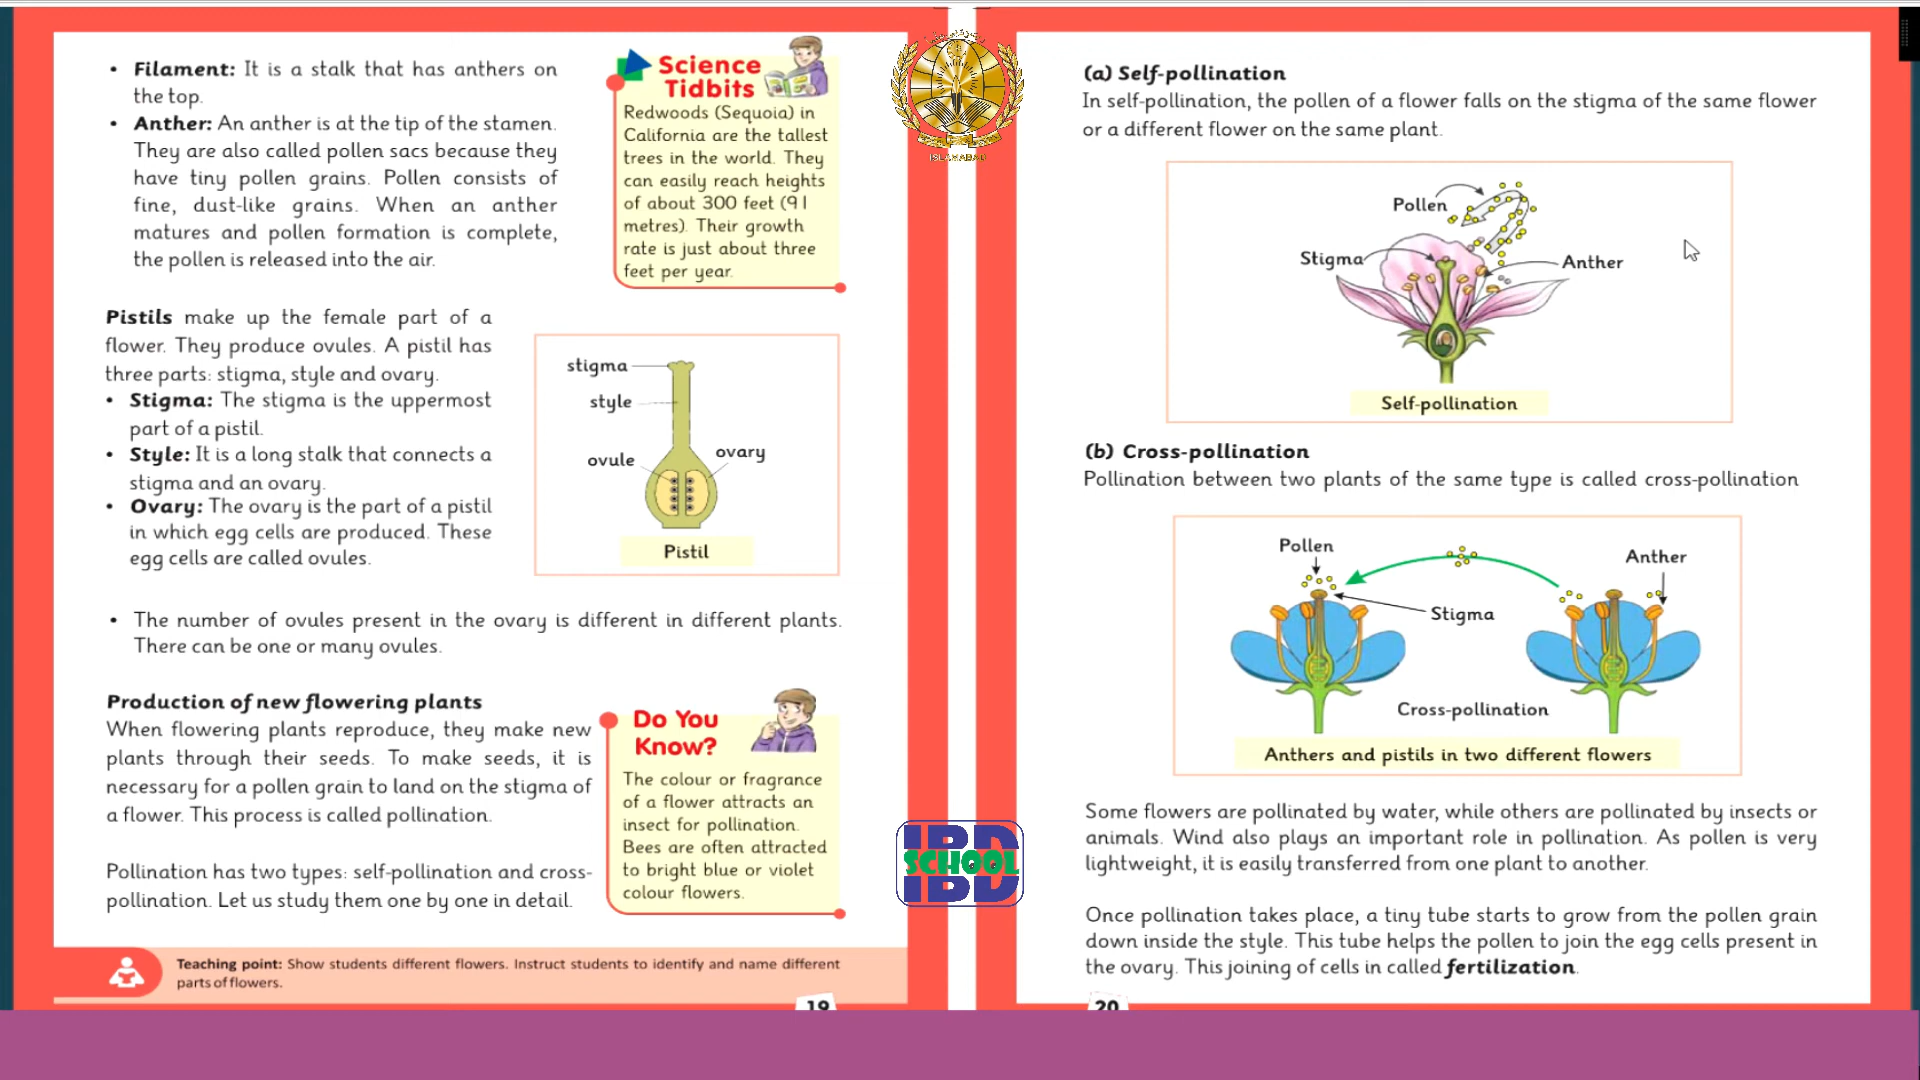 • Filament: It is a stalk that has anthers on
the top.
• Anther: An anther is at the tip of the stamen.
They are also called pollen sacs because they
have tiny pollen grains. Pollen consists of
fine, dust-like grains. When an anther
matures and pollen formation is complete,
the pollen is released into the air.
Science
Tidbits
Redwoods (Sequoia) in
California are the tallest
trees in the world. They
can easily reach heights
of about 300 feet (91
metres). Their growth
rate is just about three
feet per year.
Pistils make up the female part of a
flower. They produce ovules. A pistil has
three parts: stigma, style and ovary.
• Stigma: The stigma is the uppermost
part of a pistil.
• Style: It is a long stalk that connects a
stigma and an ovary.
• Ovary: The ovary is the part of a pistil
in which egg cells are produced. These
egg cells are called ovules.
stigma
style
ovule
ovary
Pistil
• The number of ovules present in the ovary is different in different plants.
There can be one or many ovules.
Production of new flowering plants
When flowering plants reproduce, they make new
plants through their seeds. To make seeds, it is
necessary for a pollen grain to land on the stigma of
a flower. This process is called pollination.
Pollination has two types: self-pollination and cross-
pollination. Let us study them one by one in detail.
Do You
Know?
The colour or fragrance
of a flower attracts an
insect for pollination.
Bees are often attracted
to bright blue or violet
colour flowers.
Teaching point: Show students different flowers. Instruct students to identify and name different
parts of flowers.
19
ISLAMABAD
IBD
SCHOOL
IBD
(a) Self-pollination
In self-pollination, the pollen of a flower falls on the stigma of the same flower
or a different flower on the same plant.
Pollen
Stigma
Anther
Self-pollination
(b) Cross-pollination
Pollination between two plants of the same type is called cross-pollination
Pollen
Anther
Stigma
Cross-pollination
Anthers and pistils in two different flowers
Some flowers are pollinated by water, while others are pollinated by insects or
animals. Wind also plays an important role in pollination. As pollen is very
lightweight, it is easily transferred from one plant to another.
Once pollination takes place, a tiny tube starts to grow from the pollen grain
down inside the style. This tube helps the pollen to join the egg cells present in
the ovary. This joining of cells in called fertilization.
20